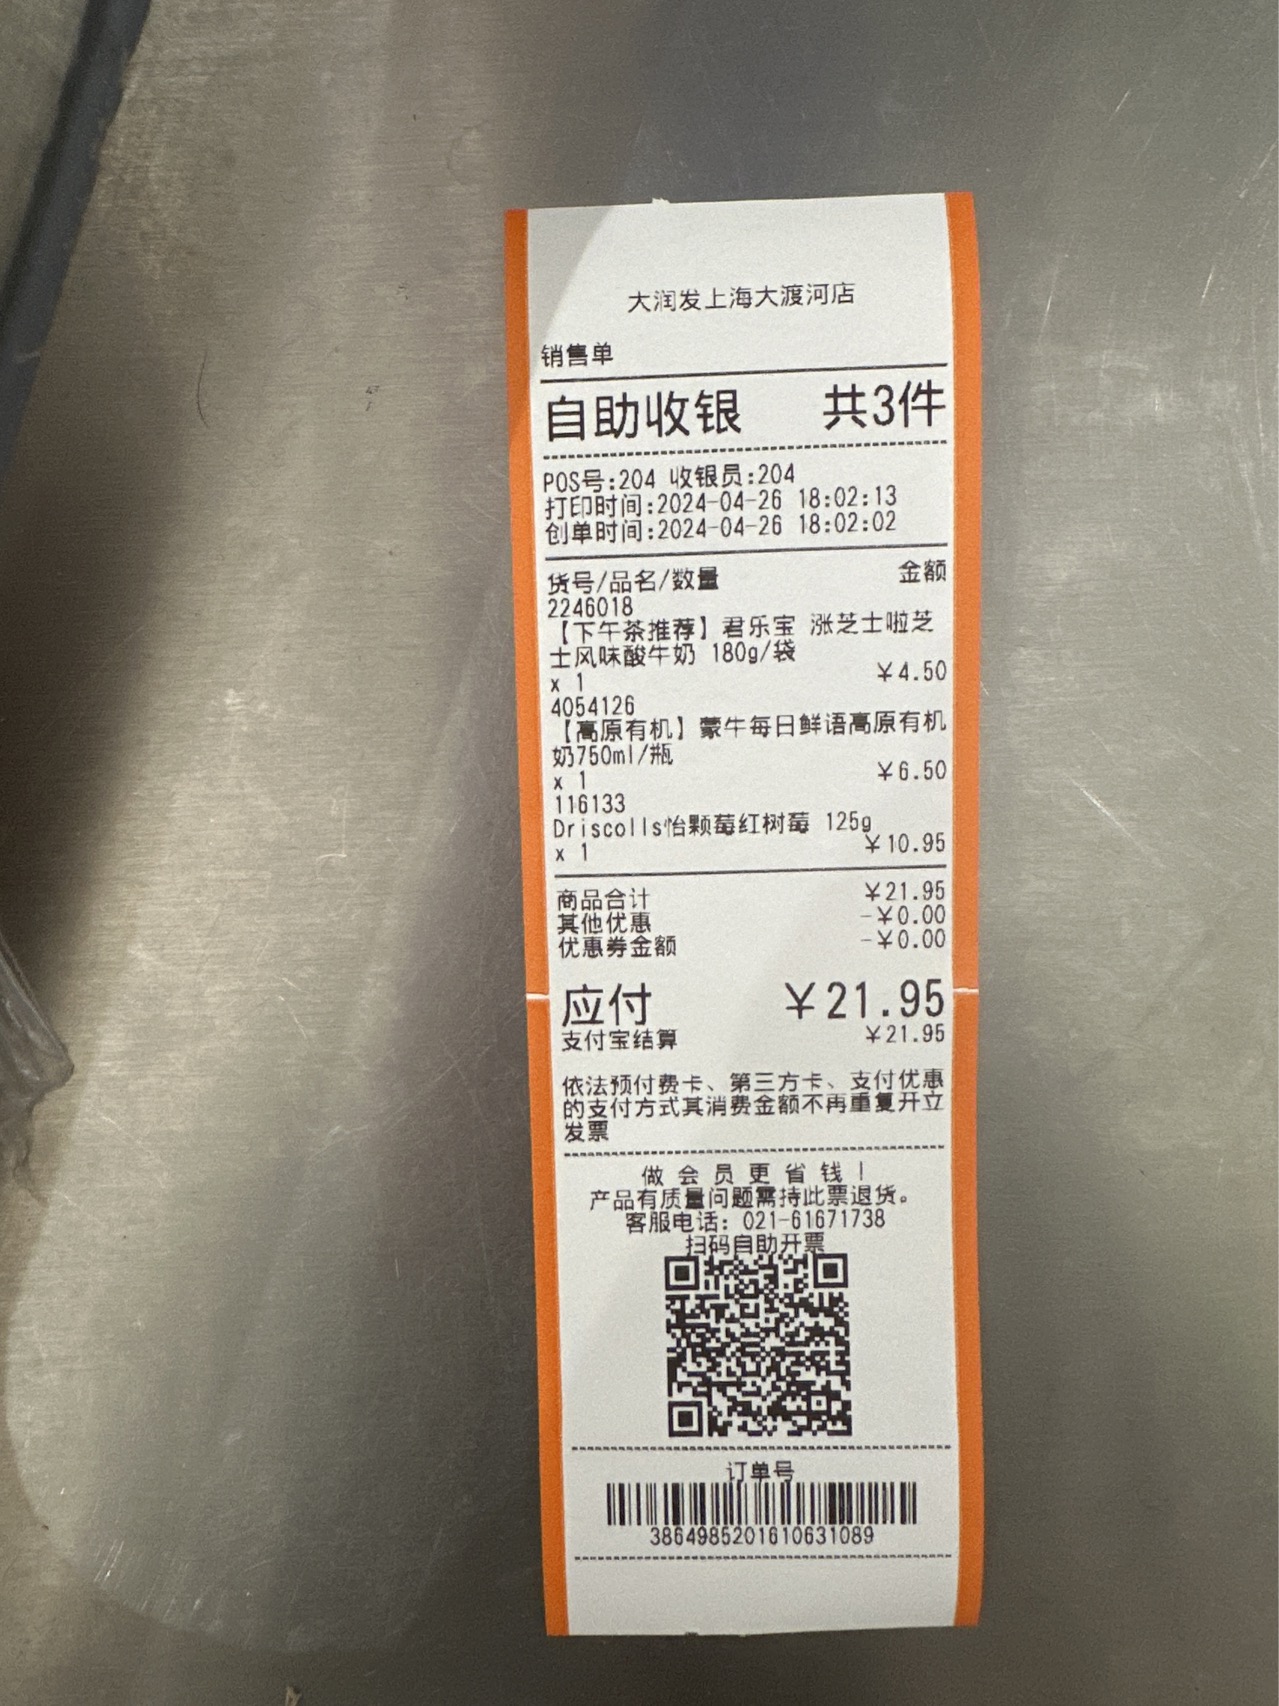 大润发上海大渡河店
销售单
自助收银 共3件
POS号:204 收银员:204
打印时间:2024-04-26 18:02:13
创单时间:2024-04-26 18:02:02
货号/品名/数量 金额
2246018
【下午茶推荐】君乐宝 涨芝士啦芝
士风味酸牛奶 180g/袋
x 1 ￥4.50
4054126
【高原有机】蒙牛每日鲜语高原有机
奶750ml/瓶
x 1 ￥6.50
116133
Driscolls怡颗莓红树莓 125g
x 1 ￥10.95
商品合计 ￥21.95
其他优惠 -￥0.00
优惠券金额 -￥0.00
应付 ￥21.95
支付宝结算 ￥21.95
依法预付费卡、第三方卡、支付优惠
的支付方式其消费金额不再重复开立
发票
做会员更省钱！
产品有质量问题需持此票退货。
客服电话：021-61671738
扫码自助开票
订单号
3864985201610631089